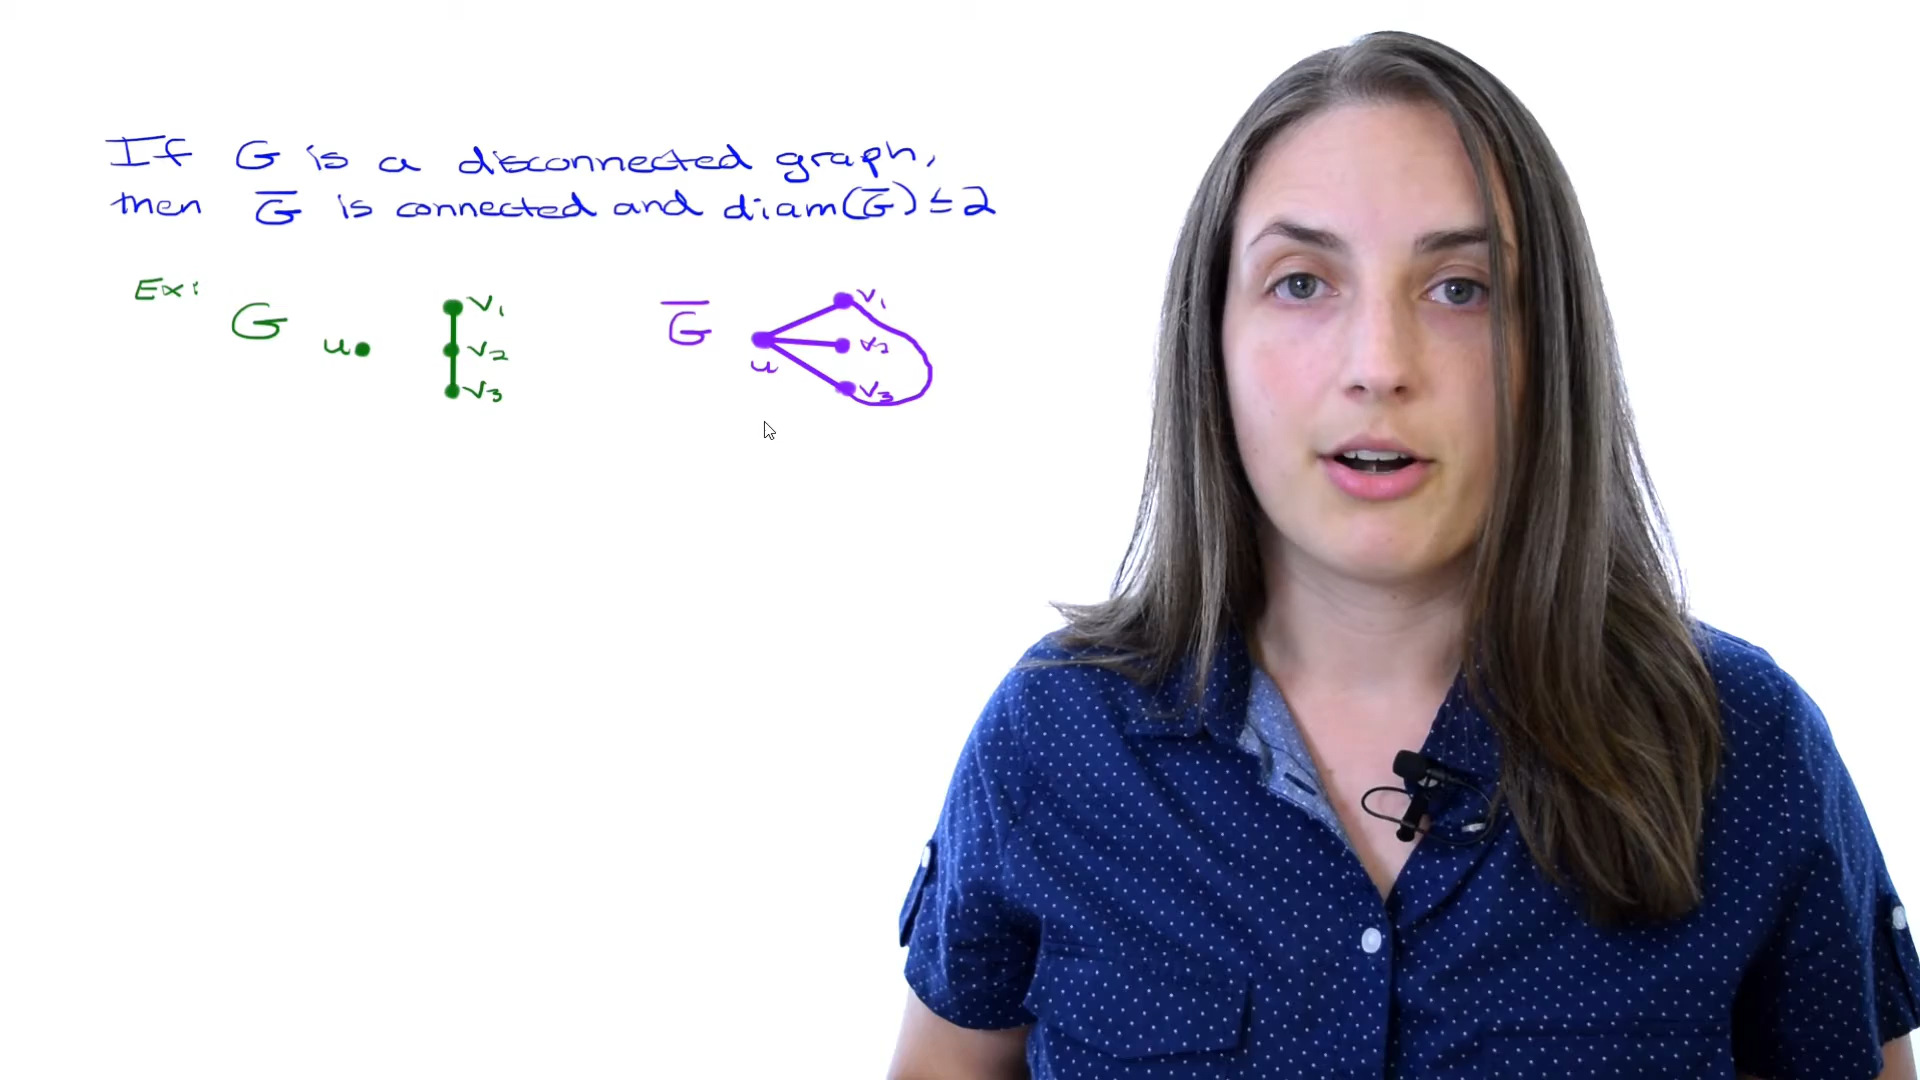 If G is a disconnected graph,
then G̅ is connected and diam(G̅) ≤ 2
Ex:
G u v₁ v₂ v₃
G̅ u v₁ v₂ v₃